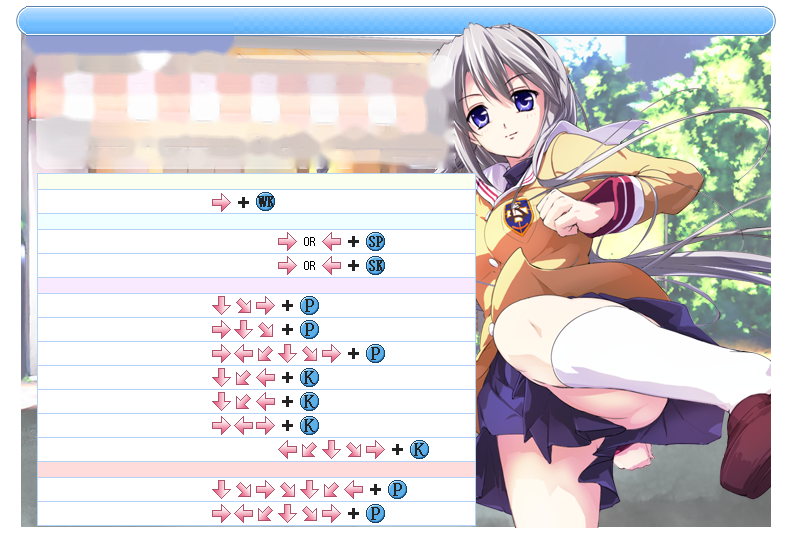 ➡ + WK
➡ OR ⬅ + SP
➡ OR ⬅ + SK
⬇ ↘ ➡ + P
➡ ⬇ ↘ + P
➡ ⬅ ↙ ⬇ ↘ ➡ + P
⬇ ↙ ⬅ + K
⬇ ↙ ⬅ + K
➡ ⬅ ➡ + K
⬅ ↙ ⬇ ↘ ➡ + K
⬇ ↘ ➡ ↘ ⬇ ↙ ⬅ + P
➡ ⬅ ↙ ⬇ ↘ ➡ + P